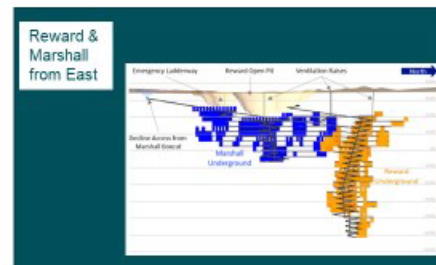 Reward &
Marshall
from East
Emergency Ladderway
Reward Open Pit
Ventilation Raises
North
Decline Access from
Marshall Boxcut
Marshall
Underground
Reward
Underground